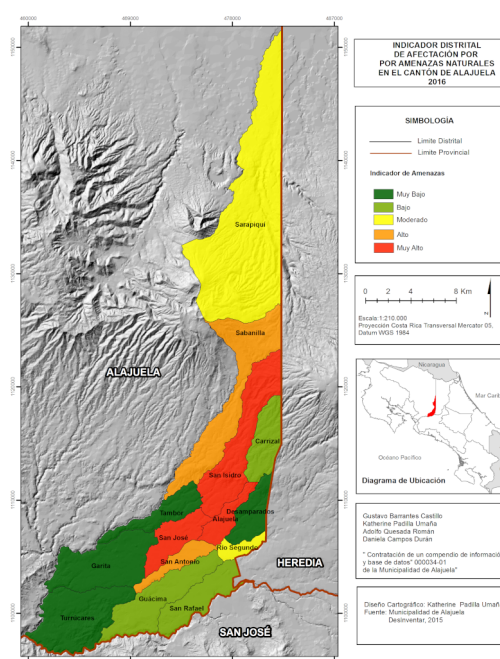 INDICADOR DISTRITAL
DE AFECTACIÓN POR
POR AMENAZAS NATURALES
EN EL CANTÓN DE ALAJUELA
2016
SIMBOLOGÍA
Limite Distrital
Limite Provincial
Indicador de Amenazas
Muy Bajo
Bajo
Moderado
Alto
Muy Alto
0 2 4 8 Km
N
Escala:1:210.000
Proyección Costa Rica Transversal Mercator 05.
Datum WGS 1984
Nicaragua
Mar Carib
Océano Pacífico
Diagrama de Ubicación
Gustavo Barrantes Castillo
Katherine Padilla Umaña
Adolfo Quesada Román
Daniela Campos Durán
" Contratación de un compendio de informació
y base de datos" 000034-01
de la Municipalidad de Alajuela"
Diseño Cartográfico: Katherine Padilla Umañ
Fuente: Municipalidad de Alajuela
DesInventar, 2015
Sarapiquí
Sabanilla
ALAJUELA
Carrizal
San Isidro
Tambor
Desamparados
Alajuela
San José
Río Segundo
Garita
San Antonio
HEREDIA
Guácima
San Rafael
Turrucares
SAN JOSÉ